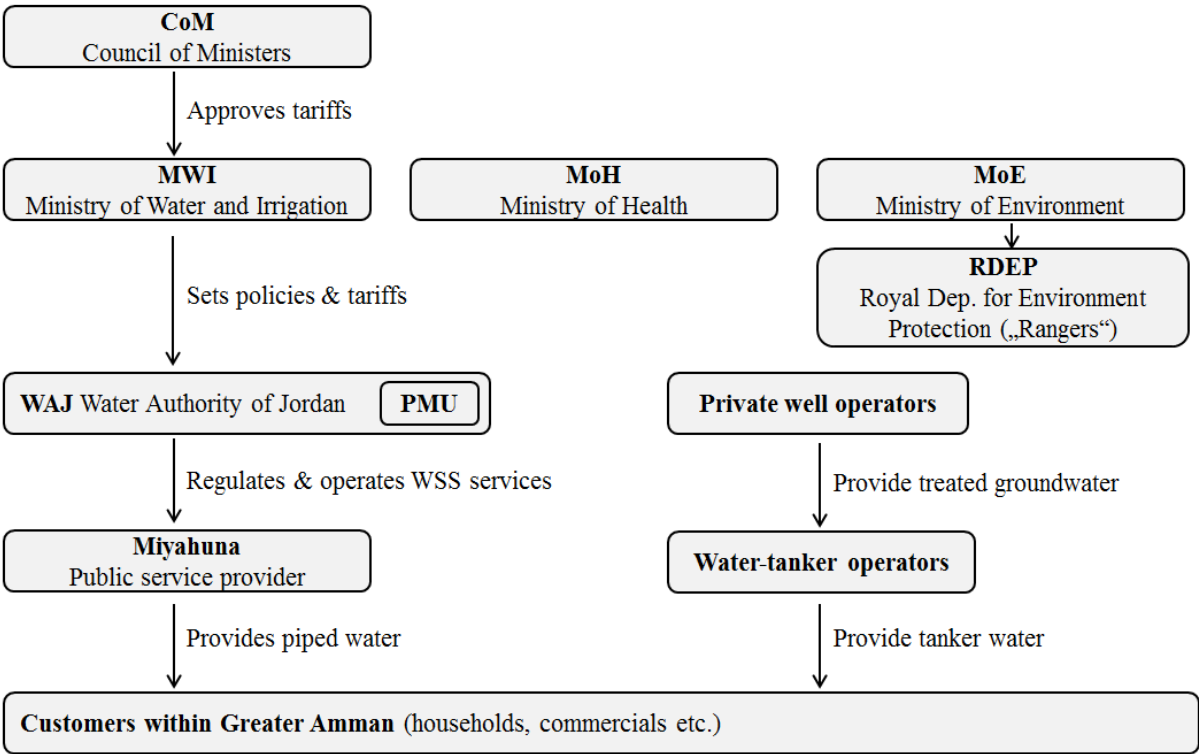 CoM
Council of Ministers
Approves tariffs
MWI
Ministry of Water and Irrigation
MoH
Ministry of Health
MoE
Ministry of Environment
RDEP
Royal Dep. for Environment
Protection („Rangers“)
Sets policies & tariffs
WAJ Water Authority of Jordan
PMU
Private well operators
Regulates & operates WSS services
Provide treated groundwater
Miyahuna
Public service provider
Water-tanker operators
Provides piped water
Provide tanker water
Customers within Greater Amman (households, commercials etc.)